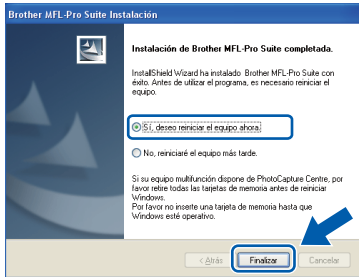 Brother MFL-Pro Suite Instalación
Instalación de Brother MFL-Pro Suite completada.
InstallShield Wizard ha instalado Brother MFL-Pro Suite con
éxito. Antes de utilizar el programa, es necesario reiniciar el
equipo.
Sí, deseo reiniciar el equipo ahora.
No, reiniciaré el equipo más tarde.
Si su equipo multifunción dispone de PhotoCapture Centre, por
favor retire todas las tarjetas de memoria antes de reiniciar
Windows.
Por favor no inserte una tarjeta de memoria hasta que
Windows esté operativo.
< Atrás Finalizar Cancelar